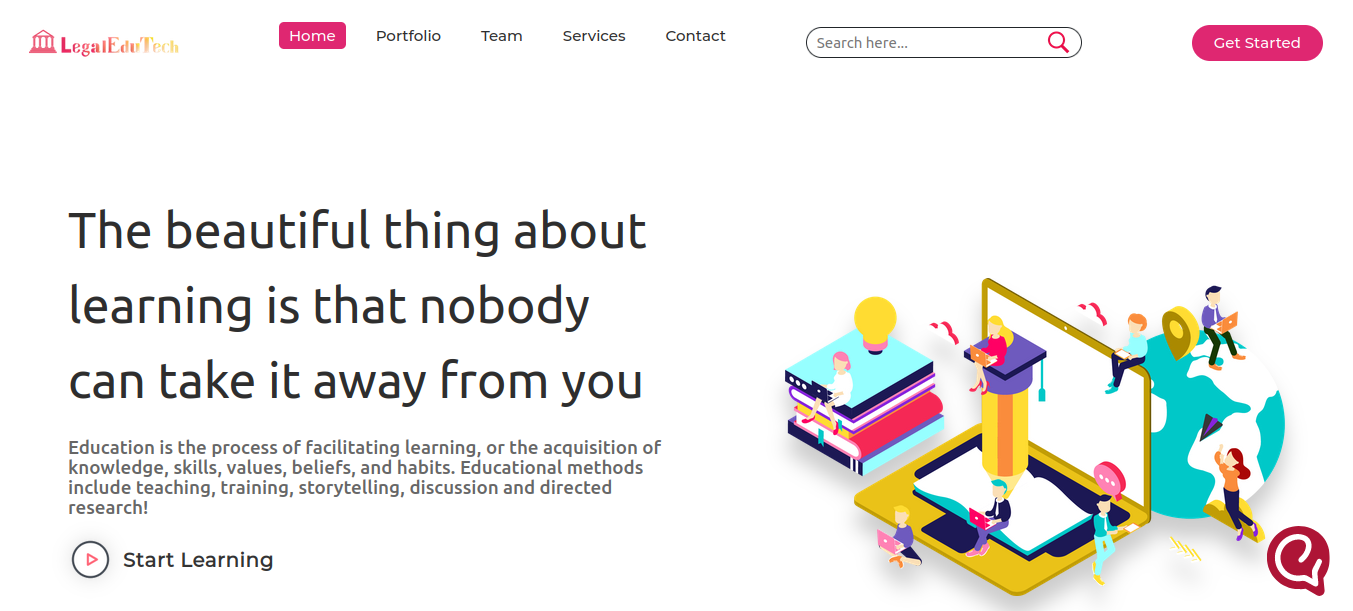 LegalEduTech
Home
Portfolio
Team
Services
Contact
Search here...
Get Started
The beautiful thing about
learning is that nobody
can take it away from you
Education is the process of facilitating learning, or the acquisition of
knowledge, skills, values, beliefs, and habits. Educational methods
include teaching, training, storytelling, discussion and directed
research!
Start Learning